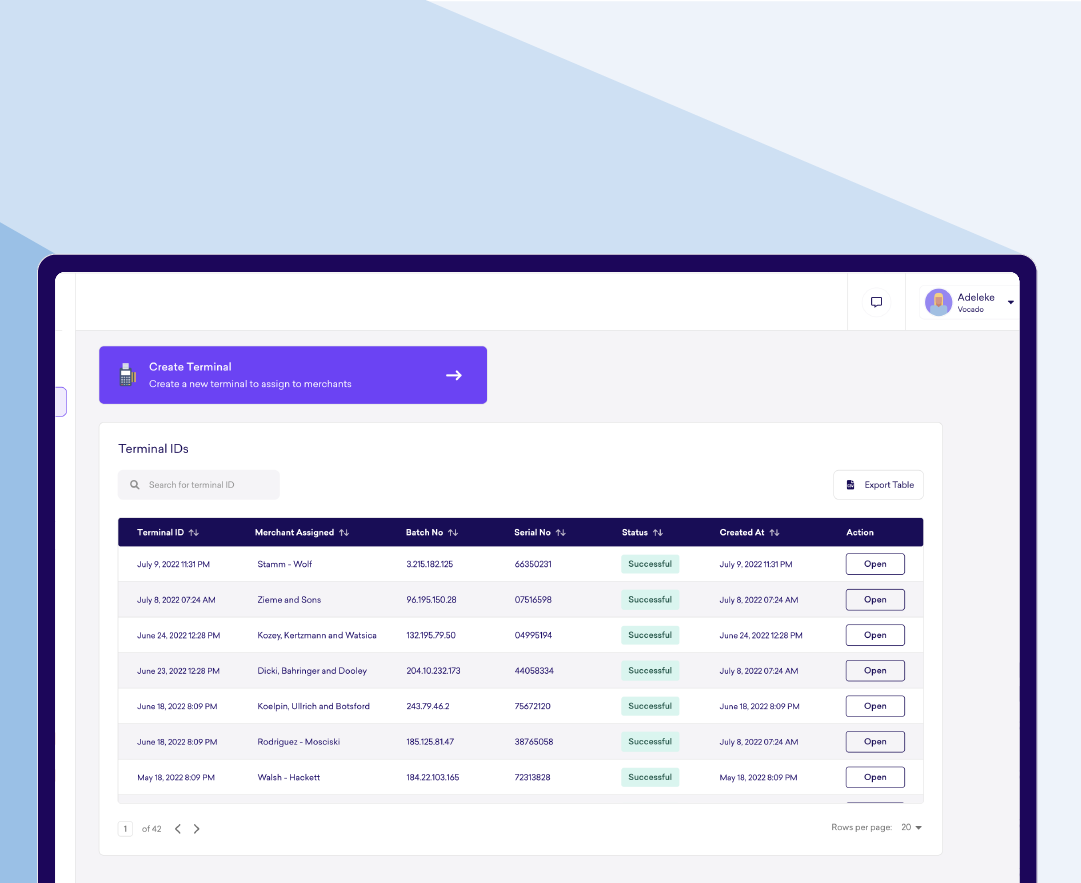 Adeleke
Vocado
Create Terminal
Create a new terminal to assign to merchants
Terminal IDs
Search for terminal ID
Export Table
Terminal ID Merchant Assigned Batch No Serial No Status Created At Action
July 9, 2022 11:31 PM Stamm - Wolf 3.215.182.125 66350231 Successful July 9, 2022 11:31 PM Open
July 8, 2022 07:24 AM Zieme and Sons 96.195.150.28 07516598 Successful July 8, 2022 07:24 AM Open
June 24, 2022 12:28 PM Kozey, Kertzmann and Watsica 132.195.79.50 04995194 Successful June 24, 2022 12:28 PM Open
June 23, 2022 12:28 PM Dicki, Bahringer and Dooley 204.10.232.173 44058334 Successful July 8, 2022 07:24 AM Open
June 18, 2022 8:09 PM Koelpin, Ullrich and Botsford 243.79.46.2 75672120 Successful June 18, 2022 8:09 PM Open
June 18, 2022 8:09 PM Rodriguez - Mosciski 185.125.81.47 38765058 Successful July 8, 2022 07:24 AM Open
May 18, 2022 8:09 PM Walsh - Hackett 184.22.103.165 72313828 Successful May 18, 2022 8:09 PM Open
1 of 42
Rows per page: 20